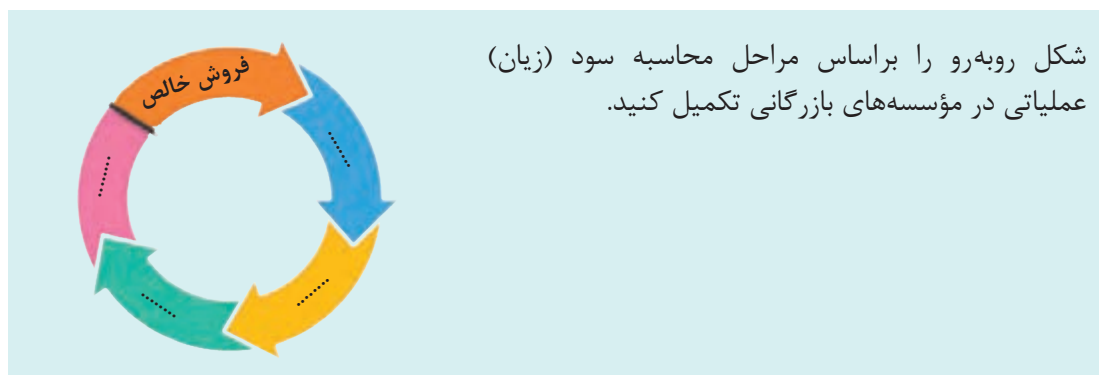 شکل روبه‌رو را براساس مراحل محاسبه سود (زیان)
عملیاتی در مؤسسه‌های بازرگانی تکمیل کنید.
فروش خالص
........
........
........
........